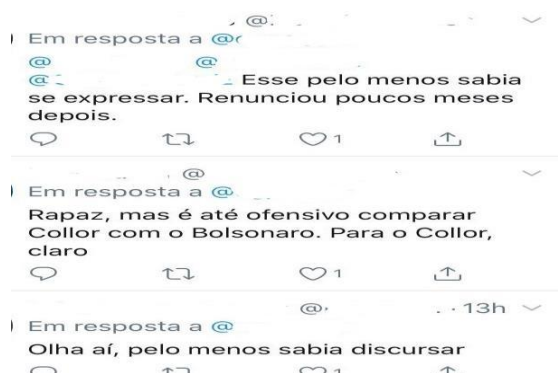 @
Em resposta a @
@ @
@ Esse pelo menos sabia
se expressar. Renunciou poucos meses
depois.
1
@
Em resposta a @
Rapaz, mas é até ofensivo comparar
Collor com o Bolsonaro. Para o Collor,
claro
1
@ · 13h
Em resposta a @
Olha aí, pelo menos sabia discursar
1